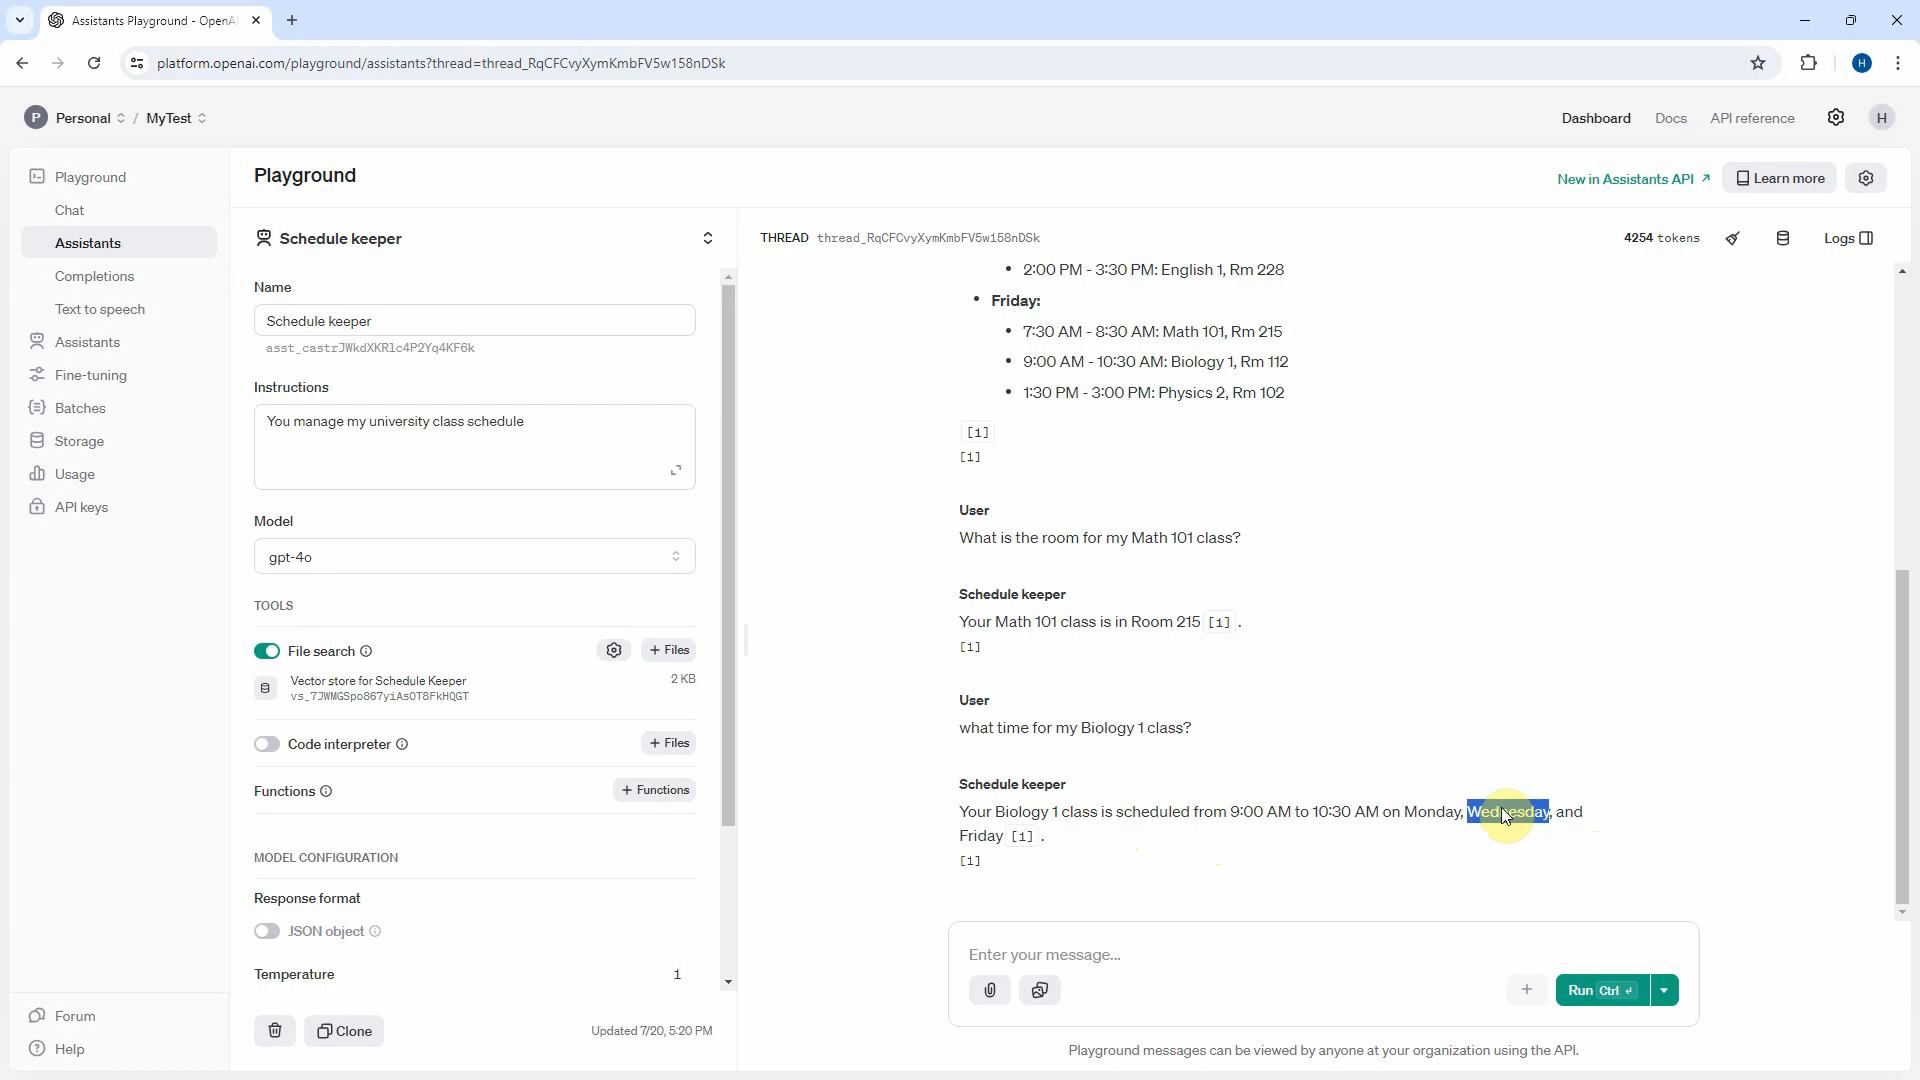 Assistants Playground - OpenA
platform.openai.com/playground/assistants?thread=thread_RqCFCvyXymKmbFV5w158nDSk
H
P Personal / MyTest
Dashboard Docs API reference H
Playground
Chat
Assistants
Completions
Text to speech
Assistants
Fine-tuning
Batches
Storage
Usage
API keys
Forum
Help
Playground
New in Assistants API ↗ Learn more
Schedule keeper
Name
Schedule keeper
asst_castrJWkdXKRlc4P2Yq4KF6k
Instructions
You manage my university class schedule
Model
gpt-4o
TOOLS
File search + Files
Vector store for Schedule Keeper 2 KB
vs_7JWMGSpo867yiAsOT8FkHQGT
Code interpreter + Files
Functions + Functions
MODEL CONFIGURATION
Response format
JSON object
Temperature 1
Clone Updated 7/20, 5:20 PM
THREAD thread_RqCFCvyXymKmbFV5w158nDSk 4254 tokens Logs
• 2:00 PM - 3:30 PM: English 1, Rm 228
• Friday:
• 7:30 AM - 8:30 AM: Math 101, Rm 215
• 9:00 AM - 10:30 AM: Biology 1, Rm 112
• 1:30 PM - 3:00 PM: Physics 2, Rm 102
[1]
[1]
User
What is the room for my Math 101 class?
Schedule keeper
Your Math 101 class is in Room 215 [1] .
[1]
User
what time for my Biology 1 class?
Schedule keeper
Your Biology 1 class is scheduled from 9:00 AM to 10:30 AM on Monday, Wednesday, and
Friday [1] .
[1]
Enter your message...
Run Ctrl ↵
Playground messages can be viewed by anyone at your organization using the API.